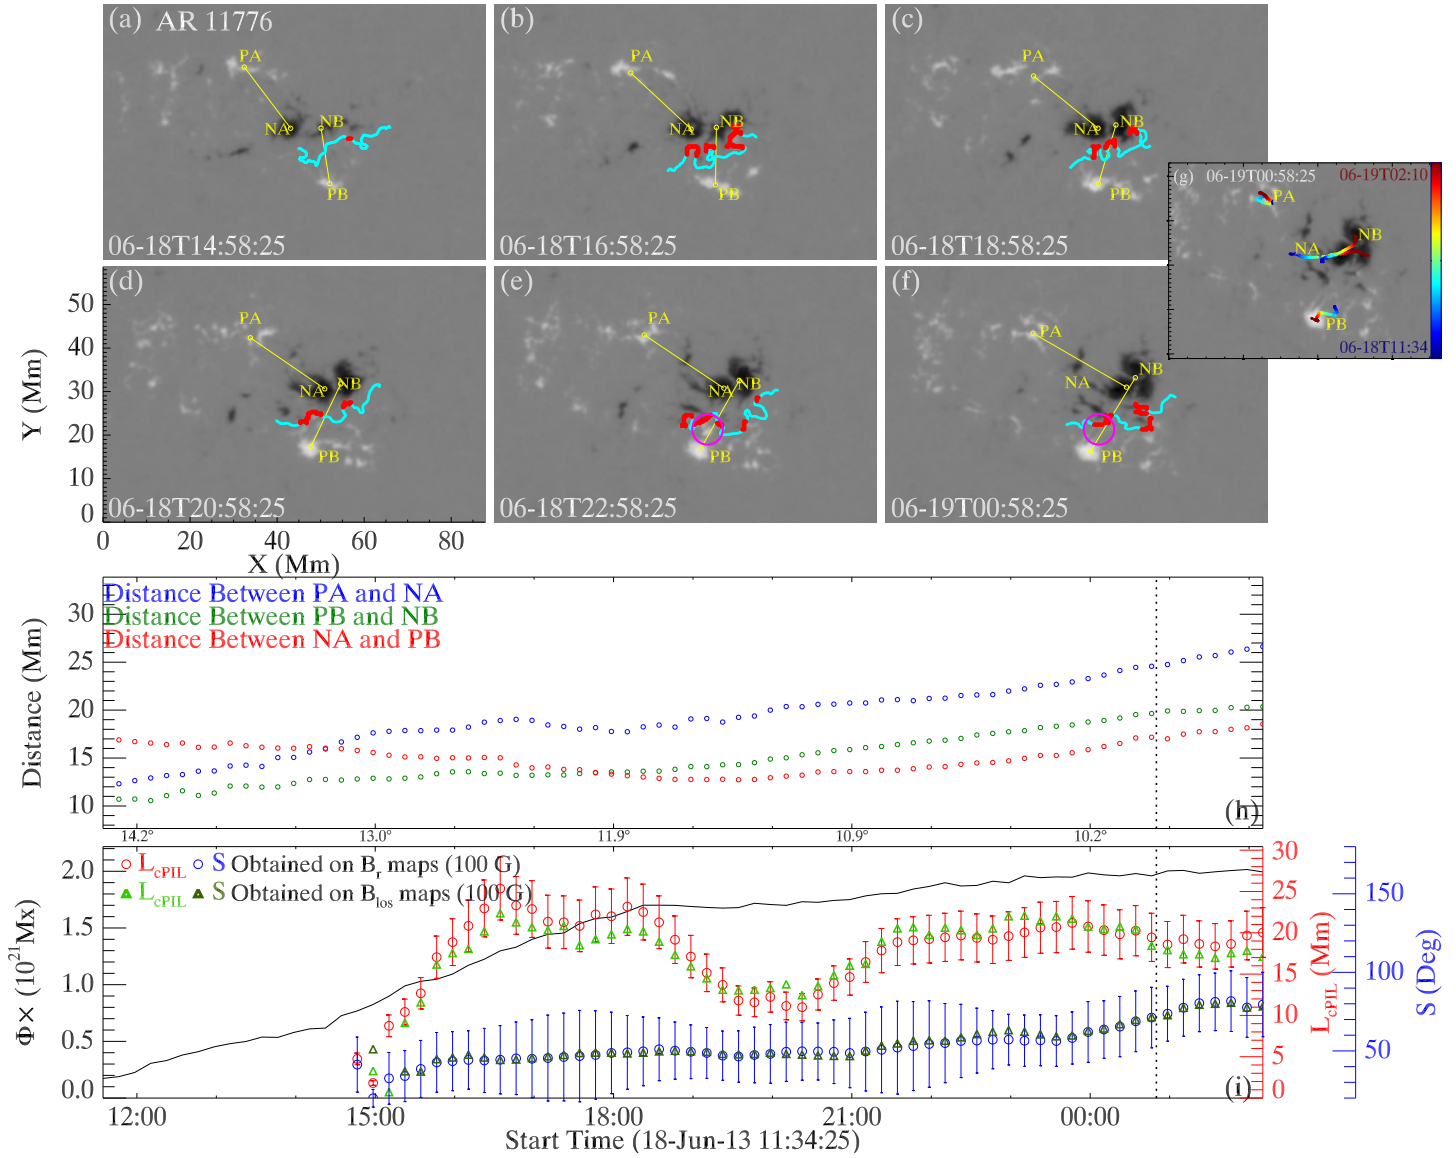 (a) AR 11776
PA
NA
NB
PB
06-18T14:58:25
(b)
PA
NA
NB
PB
06-18T16:58:25
(c)
PA
NA
NB
PB
06-18T18:58:25
(g) 06-19T00:58:25 06-19T02:10
PA
NA
NB
PB
06-18T11:34
(d)
PA
NA
NB
PB
06-18T20:58:25
(e)
PA
NA
NB
PB
06-18T22:58:25
(f)
PA
NA
NB
PB
06-19T00:58:25
Y (Mm)
50
40
30
20
10
0
0 20 40 60 80
X (Mm)
Distance Between PA and NA
Distance Between PB and NB
Distance Between NA and PB
Distance (Mm)
30
25
20
15
10
(h)
14.2° 13.0° 11.9° 10.9° 10.2°
L cPIL S Obtained on Br maps (100 G)
L cPIL S Obtained on Blos maps (100 G)
Φ× (10^21 Mx)
2.0
1.5
1.0
0.5
0.0
(i)
30
25
20
15
10
5
0
L cPIL (Mm)
150
100
50
S (Deg)
12:00 15:00 18:00 21:00 00:00
Start Time (18-Jun-13 11:34:25)